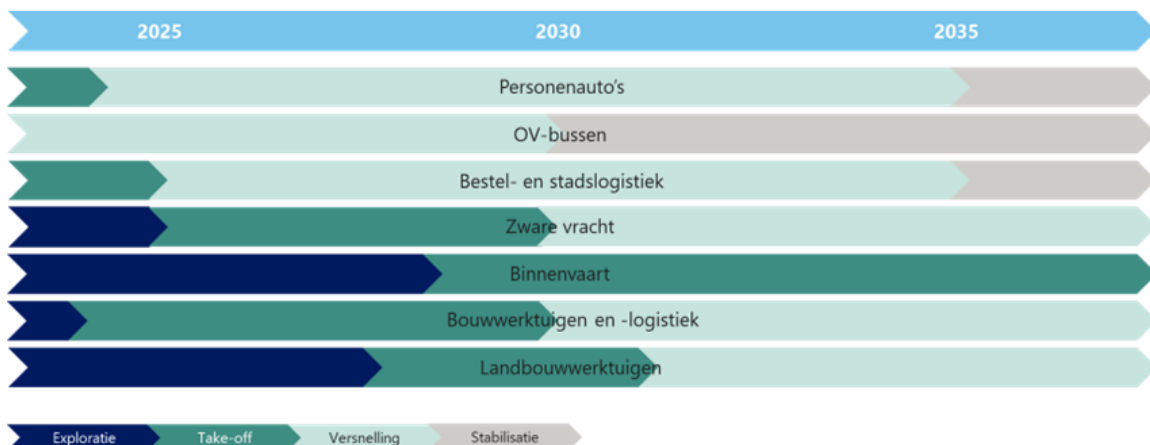 2025 2030 2035
Personenauto's
OV-bussen
Bestel- en stadslogistiek
Zware vracht
Binnenvaart
Bouwwerktuigen en -logistiek
Landbouwwerktuigen
Exploratie Take-off Versnelling Stabilisatie